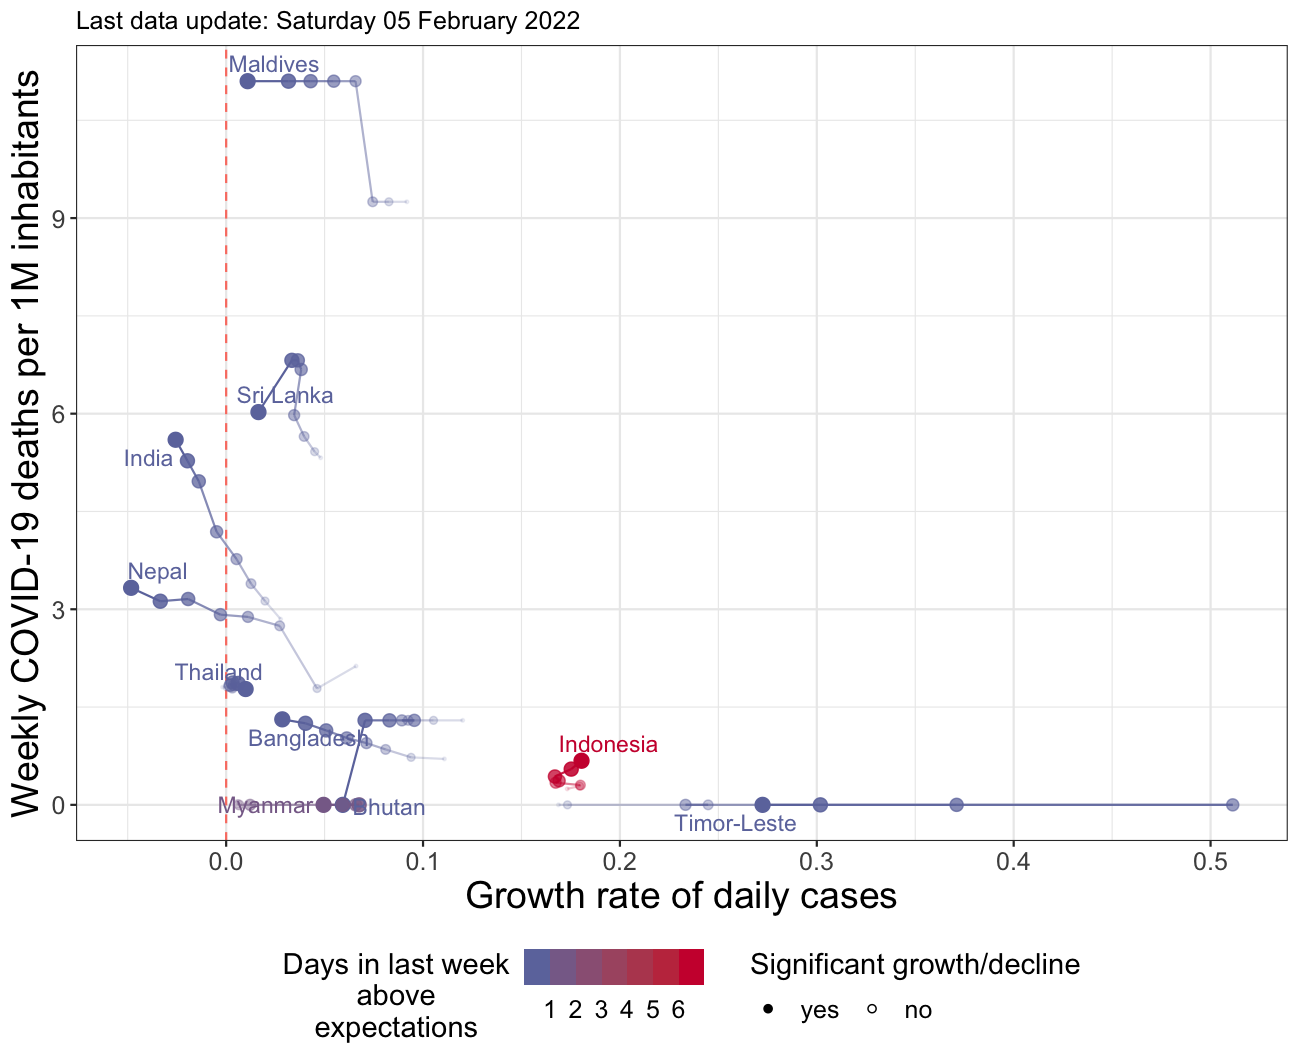 Last data update: Saturday 05 February 2022
Weekly COVID-19 deaths per 1M inhabitants
9
6
3
0
Maldives
Sri Lanka
India
Nepal
Thailand
Bangladesh
Indonesia
Myanmar
Bhutan
Timor-Leste
0.0 0.1 0.2 0.3 0.4 0.5
Growth rate of daily cases
Days in last week
above
expectations
1 2 3 4 5 6
Significant growth/decline
yes no